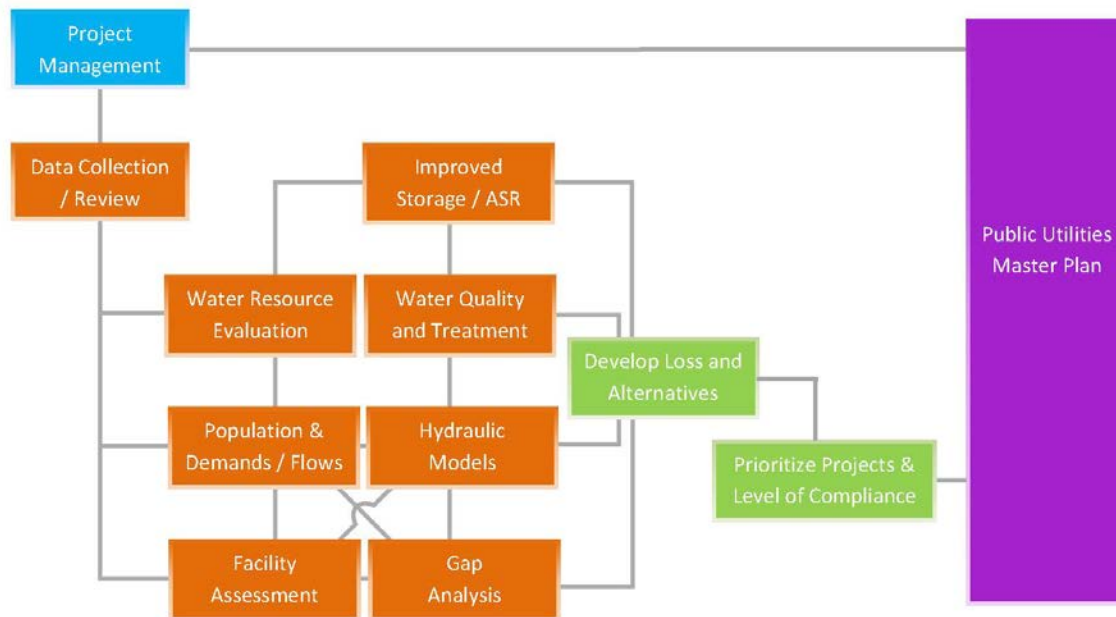 Project
Management
Data Collection
/ Review
Improved
Storage / ASR
Public Utilities
Master Plan
Water Resource
Evaluation
Water Quality
and Treatment
Develop Loss and
Alternatives
Population &
Demands / Flows
Hydraulic
Models
Prioritize Projects &
Level of Compliance
Facility
Assessment
Gap
Analysis